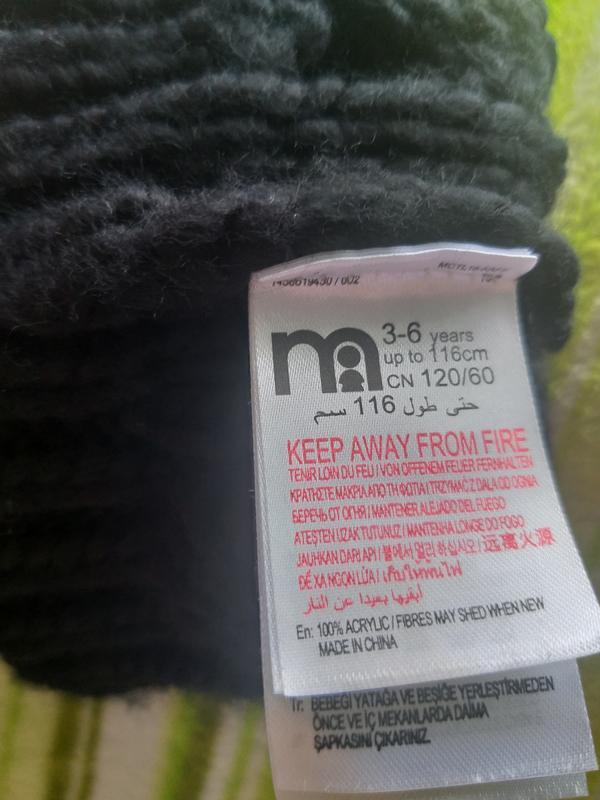 3-6 years
up to 116cm
CN 120/60
حتى طول 116 سم
KEEP AWAY FROM FIRE
TENIR LOIN DU FEU / VON OFFENEM FEUER FERNHALTEN
ΚΡΑΤΗΣΤΕ ΜΑΚΡΙΑ ΑΠΟ ΤΗ ΦΩΤΙΑ / TRZYMAĆ Z DALA OD OGNIA
БЕРЕЧЬ ОТ ОГНЯ / MANTENER ALEJADO DEL FUEGO
ATEŞTEN UZAK TUTUNUZ / MANTENHA LONGE DO FOGO
JAUHKAN DARI API / 불에서 멀리 하십시오 / 远离火源
ĐỂ XA NGỌN LỬA / เก็บให้พ้นไฟ
أبقيها بعيدا عن النار
En: 100% ACRYLIC / FIBRES MAY SHED WHEN NEW
MADE IN CHINA
Tr: BEBEĞİ YATAĞA VE BEŞİĞE YERLEŞTİRMEDEN
ÖNCE VE İÇ MEKANLARDA DAİMA
ŞAPKASINI ÇIKARINIZ.